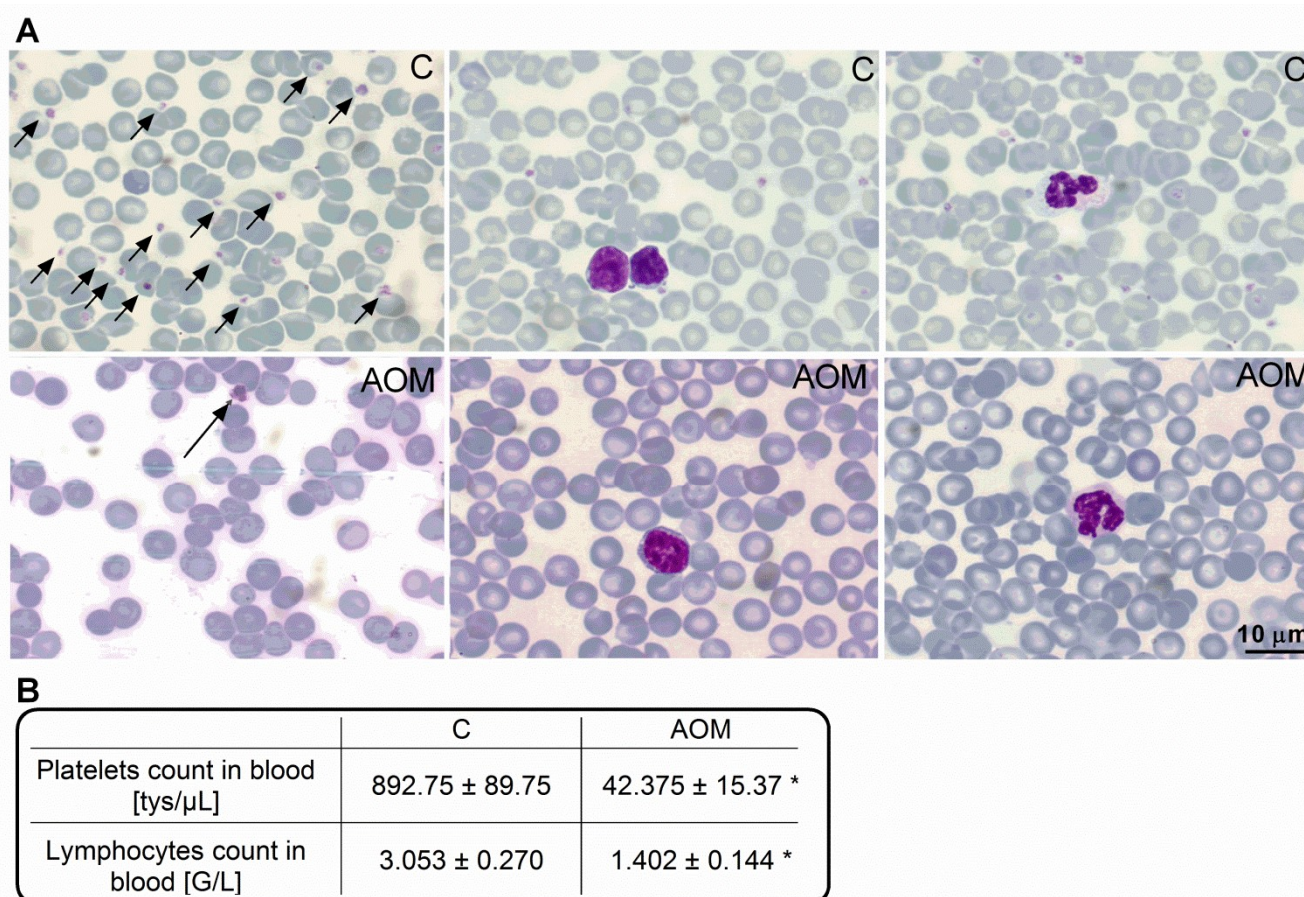 A
C
C
C
AOM
AOM
AOM
10 μm
B
C AOM
Platelets count in blood
[tys/μL]
892.75 ± 89.75 42.375 ± 15.37 *
Lymphocytes count in
blood [G/L]
3.053 ± 0.270 1.402 ± 0.144 *